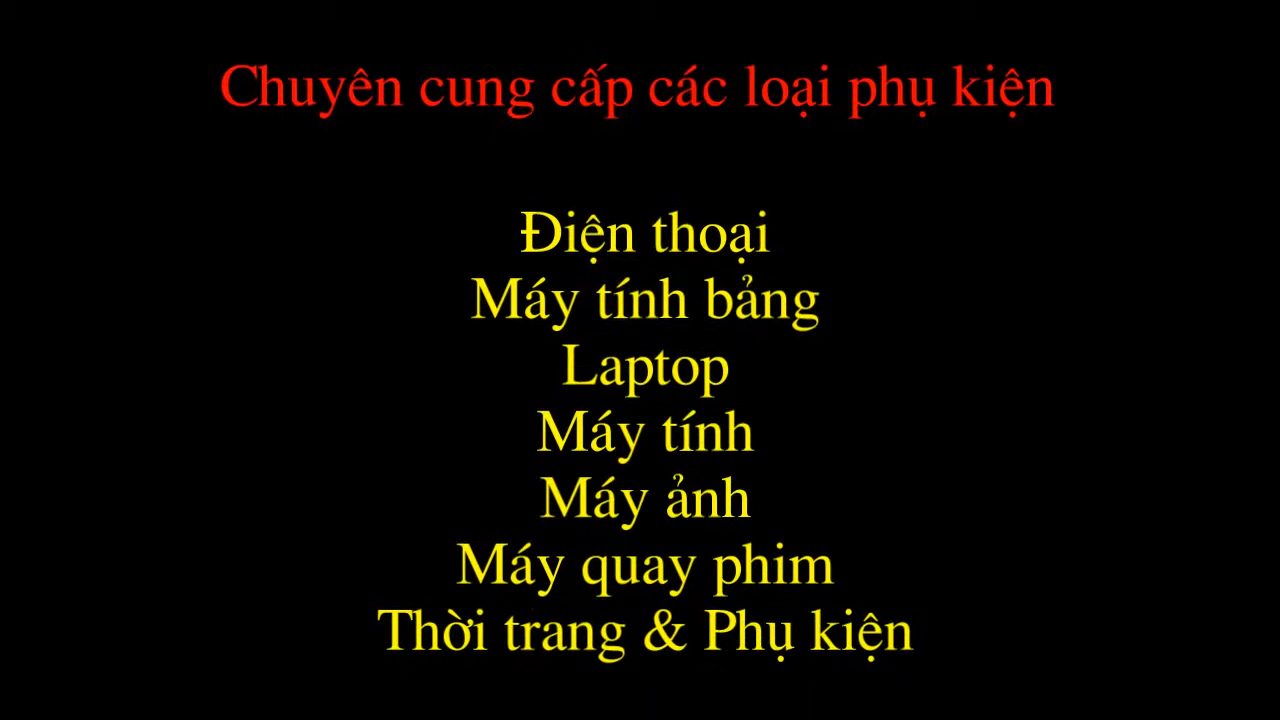 Chuyên cung cấp các loại phụ kiện
Điện thoại
Máy tính bảng
Laptop
Máy tính
Máy ảnh
Máy quay phim
Thời trang & Phụ kiện